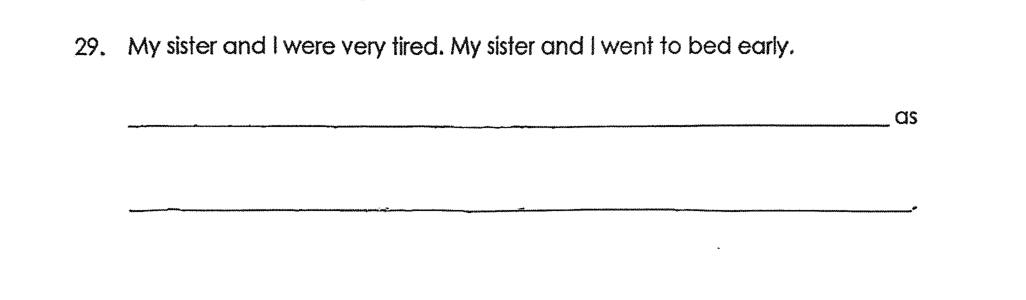 29. My sister and I were very tired. My sister and I went to bed early.
as
.